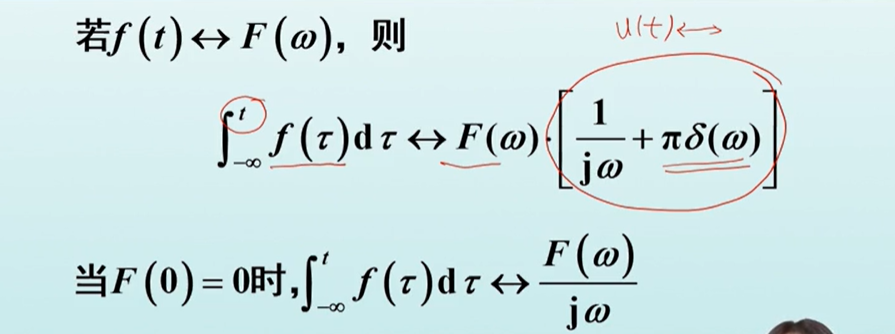 若f(t)↔F(ω)，则
u(t)↔
∫_{-∞}^{t} f(τ)dτ↔F(ω)·[1/jω+πδ(ω)]
当F(0)=0时,∫_{-∞}^{t} f(τ)dτ↔F(ω)/jω